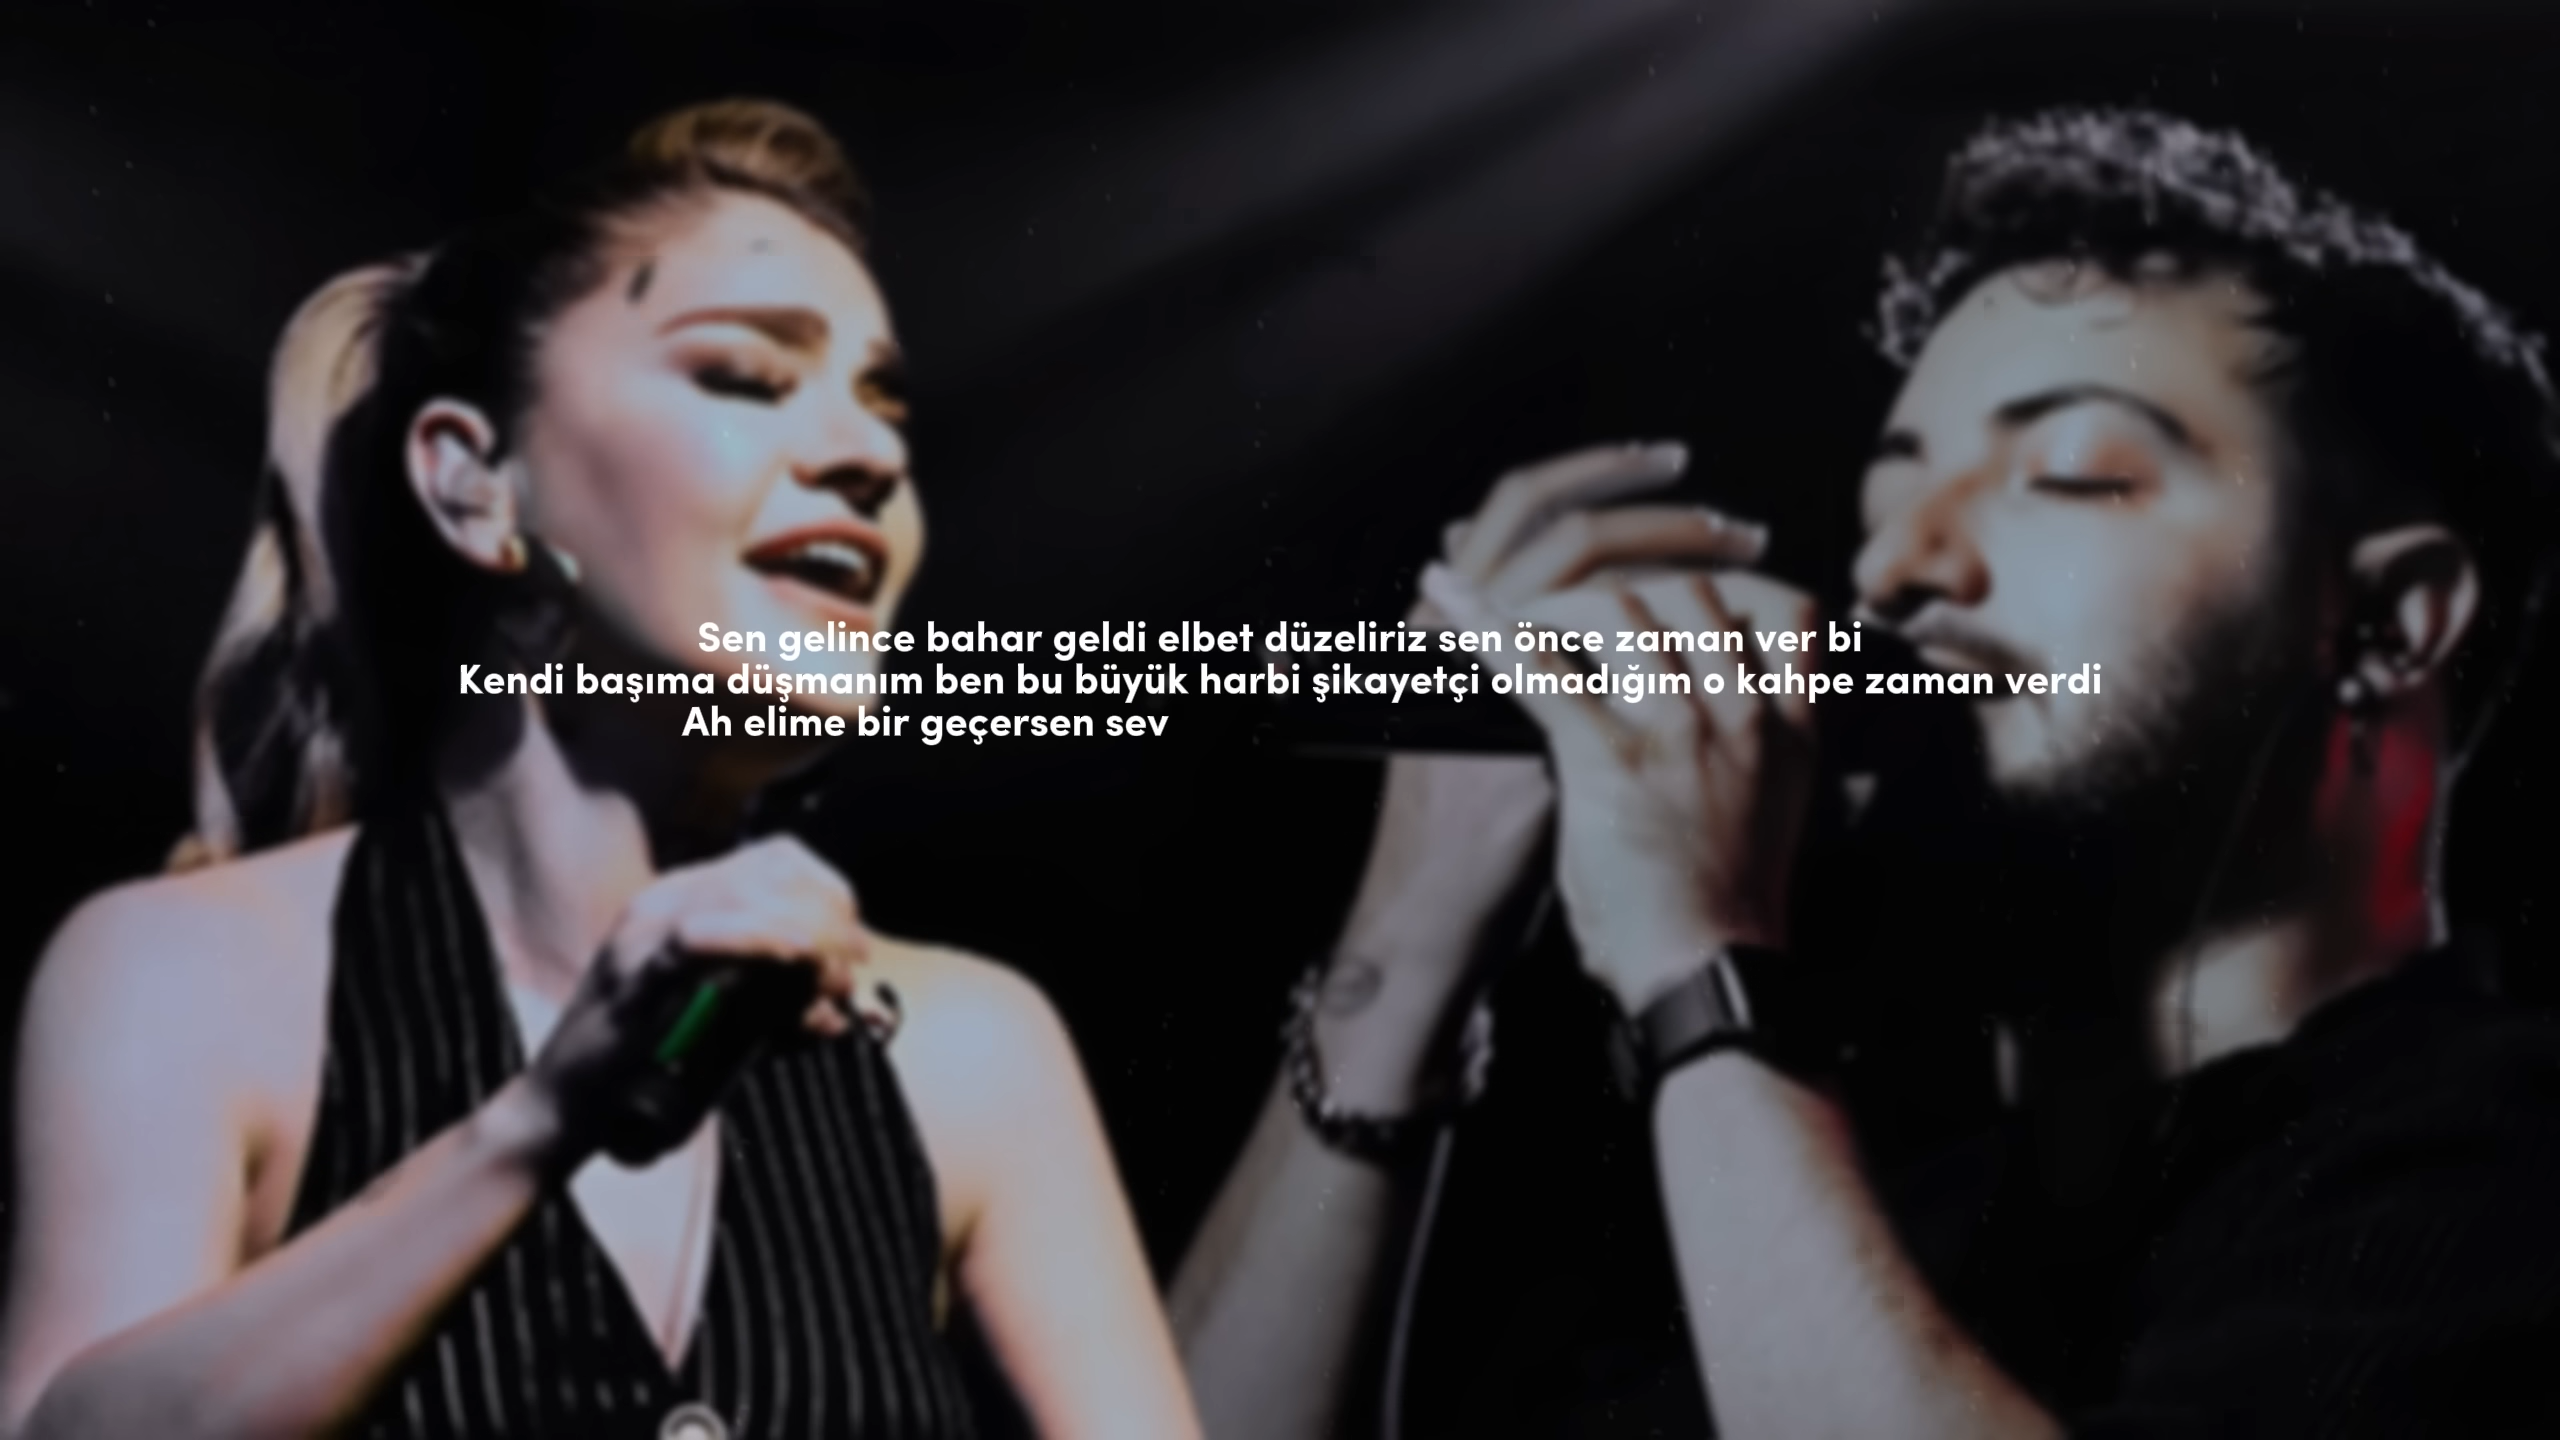 Sen gelince bahar geldi elbet düzeliriz sen önce zaman ver bi
Kendi başıma düşmanım ben bu büyük harbi şikayetçi olmadığım o kahpe zaman verdi
Ah elime bir geçersen sev